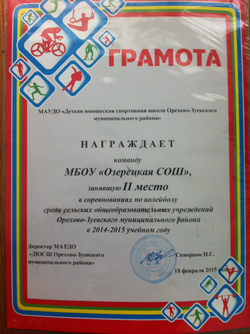 ГРАМОТА
МАУДО «Детская юношеская спортивная школа Орехово-Зуевского
муниципального района»
НАГРАЖДАЕТ
команду
МБОУ «Озерецкая СОШ»,
занявшую II место
в соревнованиях по волейболу
среди сельских общеобразовательных учреждений
Орехово-Зуевского муниципального района
в 2014-2015 учебном году
Директор МАУДО
«ДЮСШ Орехово-Зуевского
муниципального района»
Сапорцев Н.С.
18 февраля 2015